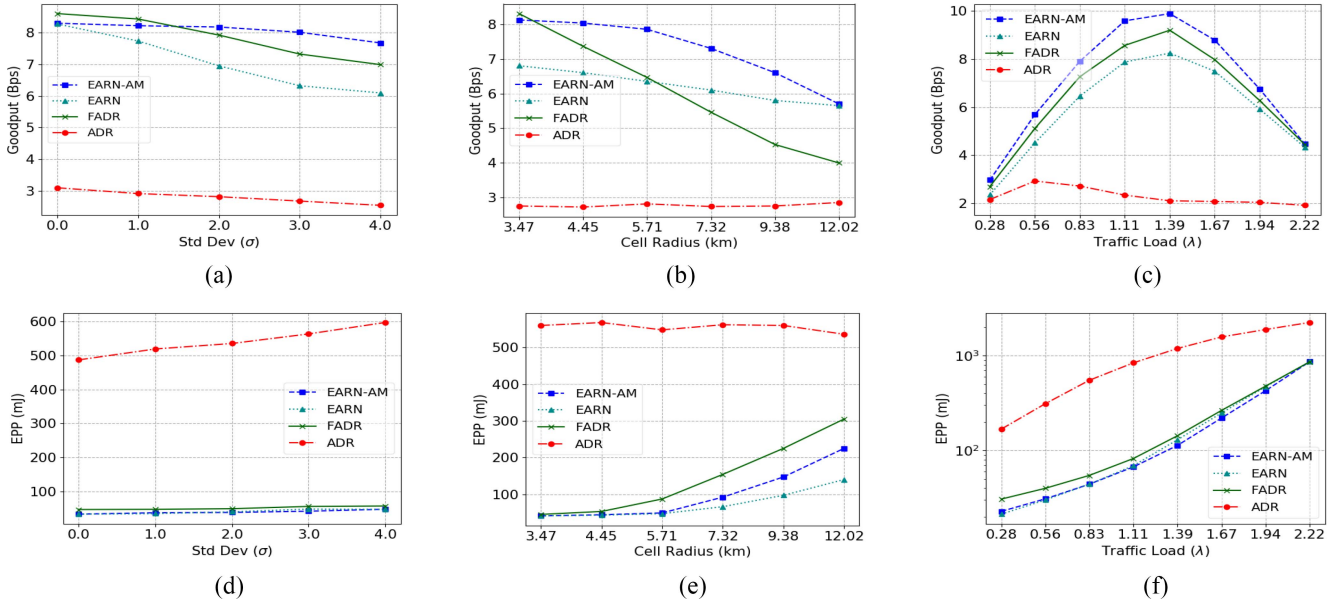 Goodput (Bps)
8
7
6
5
4
3
EARN-AM
EARN
FADR
ADR
0.0 1.0 2.0 3.0 4.0
Std Dev (σ)
(a)
Goodput (Bps)
8
7
6
5
4
3
EARN-AM
EARN
FADR
ADR
3.47 4.45 5.71 7.32 9.38 12.02
Cell Radius (km)
(b)
Goodput (Bps)
10
8
6
4
2
EARN-AM
EARN
FADR
ADR
0.28 0.56 0.83 1.11 1.39 1.67 1.94 2.22
Traffic Load (λ)
(c)
EPP (mJ)
600
500
400
300
200
100
EARN-AM
EARN
FADR
ADR
0.0 1.0 2.0 3.0 4.0
Std Dev (σ)
(d)
EPP (mJ)
500
400
300
200
100
EARN-AM
EARN
FADR
ADR
3.47 4.45 5.71 7.32 9.38 12.02
Cell Radius (km)
(e)
EPP (mJ)
10³
10²
EARN-AM
EARN
FADR
ADR
0.28 0.56 0.83 1.11 1.39 1.67 1.94 2.22
Traffic Load (λ)
(f)